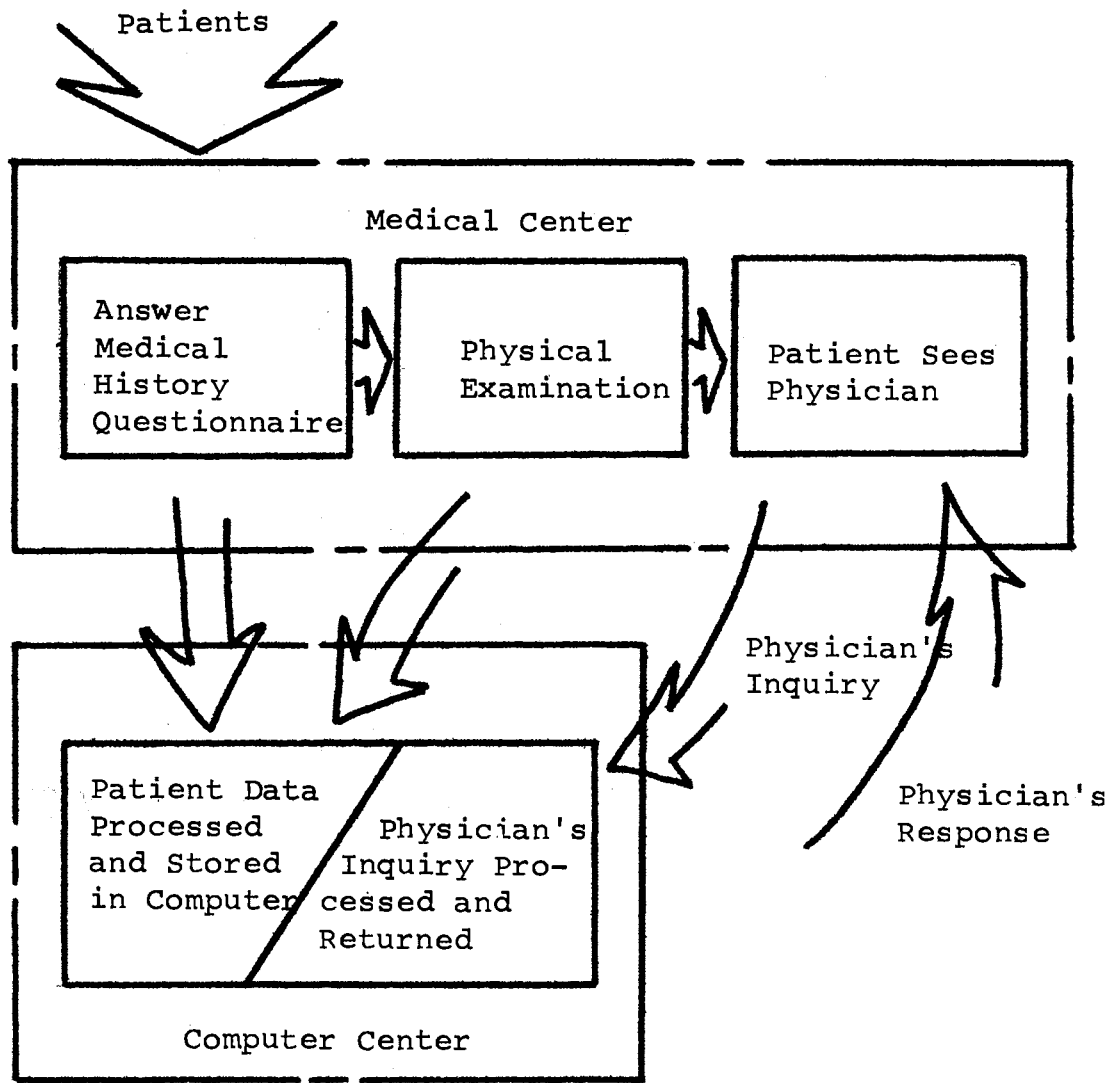 Patients
Medical Center
Answer
Medical
History
Questionnaire
Physical
Examination
Patient Sees
Physician
Physician's
Inquiry
Physician's
Response
Patient Data
Processed
and Stored
in Computer
Physician's
Inquiry Pro-
cessed and
Returned
Computer Center